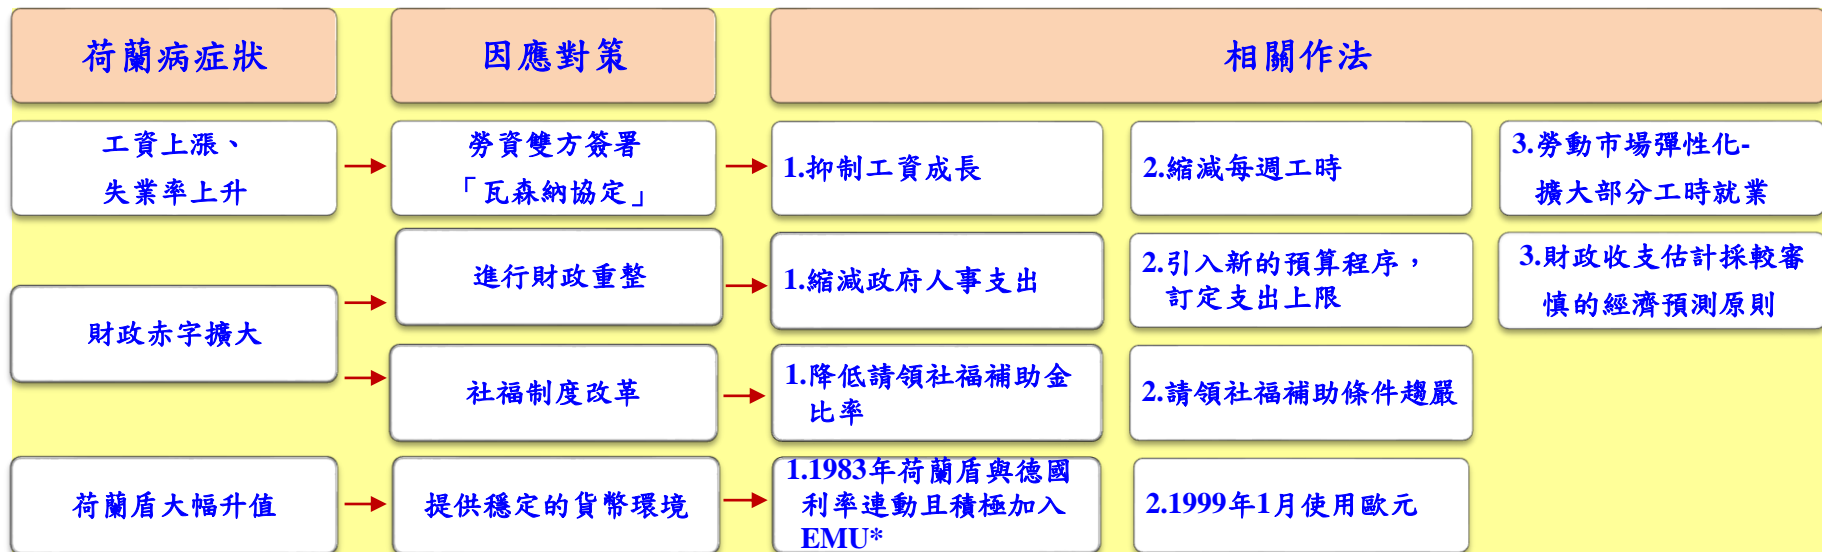 荷蘭病症狀
因應對策
相關作法
工資上漲、
失業率上升
勞資雙方簽署
「瓦森納協定」
1.抑制工資成長
2.縮減每週工時
3.勞動市場彈性化-
擴大部分工時就業
財政赤字擴大
進行財政重整
1.縮減政府人事支出
2.引入新的預算程序，
訂定支出上限
3.財政收支估計採較審
慎的經濟預測原則
社福制度改革
1.降低請領社福補助金
比率
2.請領社福補助條件趨嚴
荷蘭盾大幅升值
提供穩定的貨幣環境
1.1983年荷蘭盾與德國
利率連動且積極加入
EMU*
2.1999年1月使用歐元